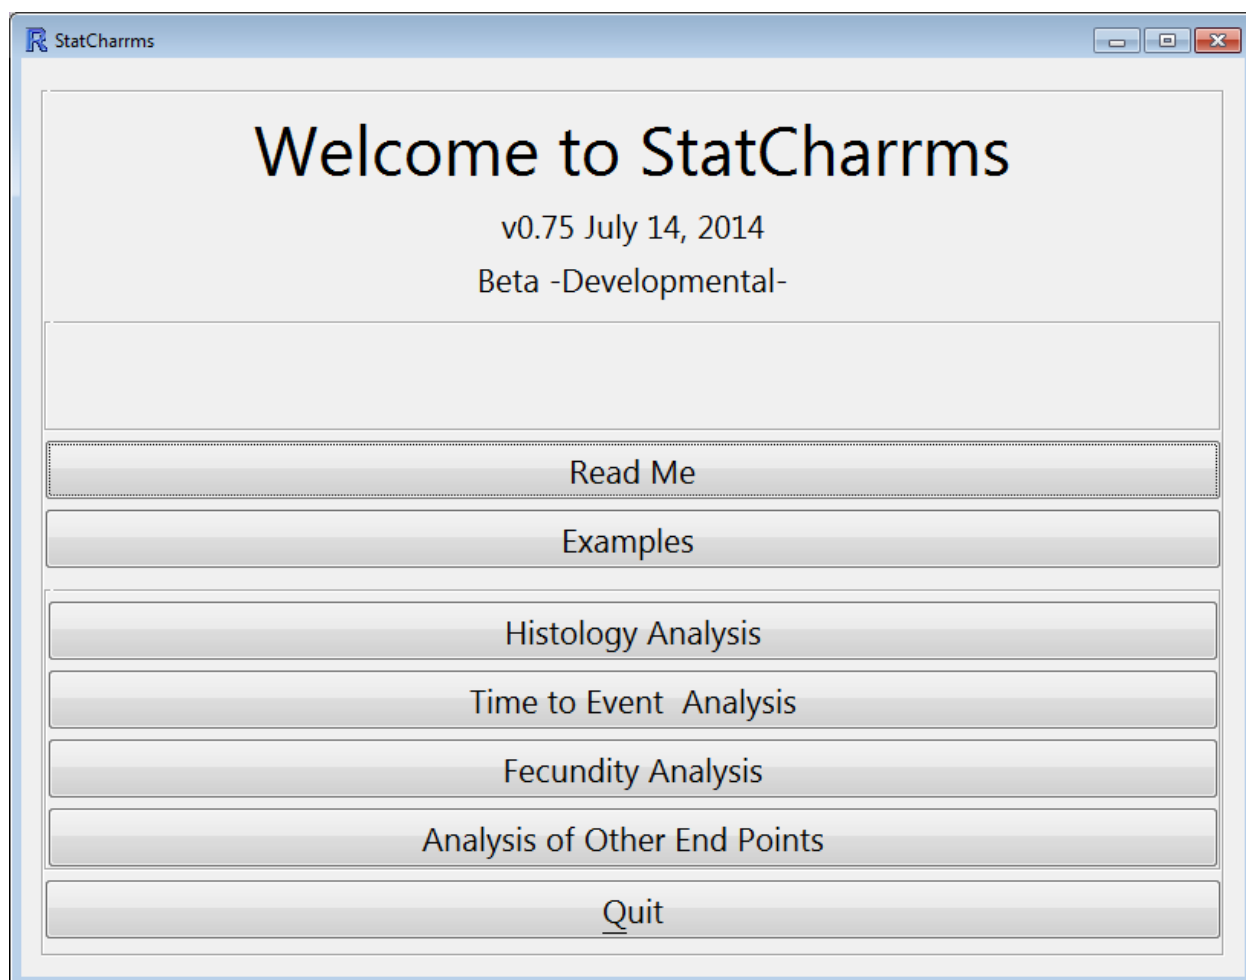 StatCharrms
Welcome to StatCharrms
v0.75 July 14, 2014
Beta -Developmental-
Read Me
Examples
Histology Analysis
Time to Event  Analysis
Fecundity Analysis
Analysis of Other End Points
Quit